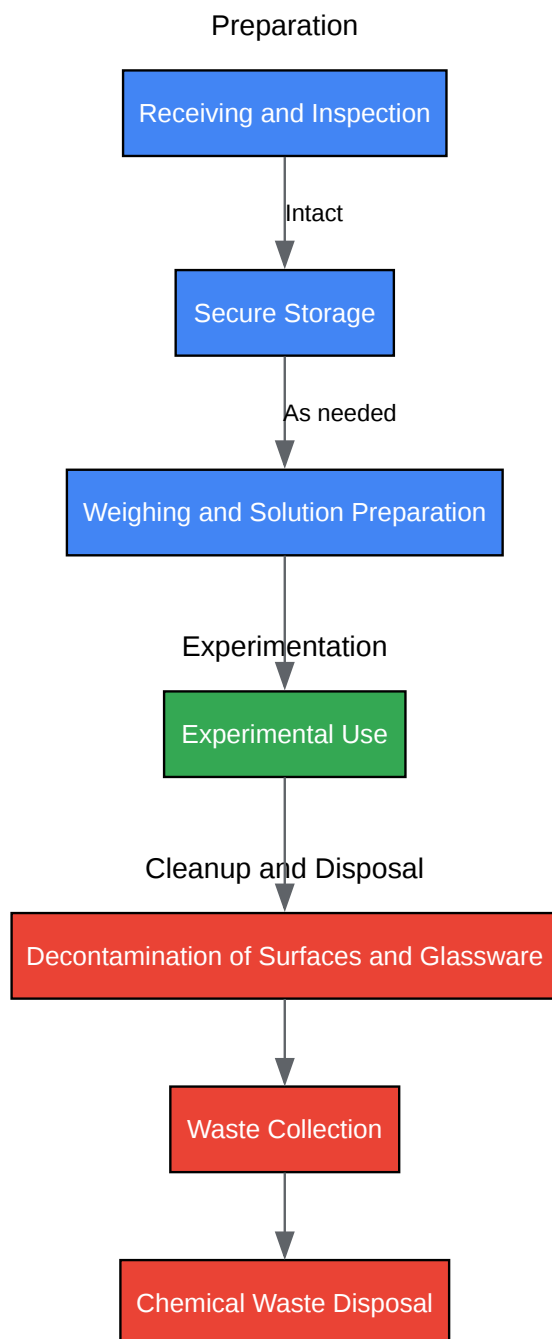 Preparation
Receiving and Inspection
Intact
Secure Storage
As needed
Weighing and Solution Preparation
Experimentation
Experimental Use
Cleanup and Disposal
Decontamination of Surfaces and Glassware
Waste Collection
Chemical Waste Disposal